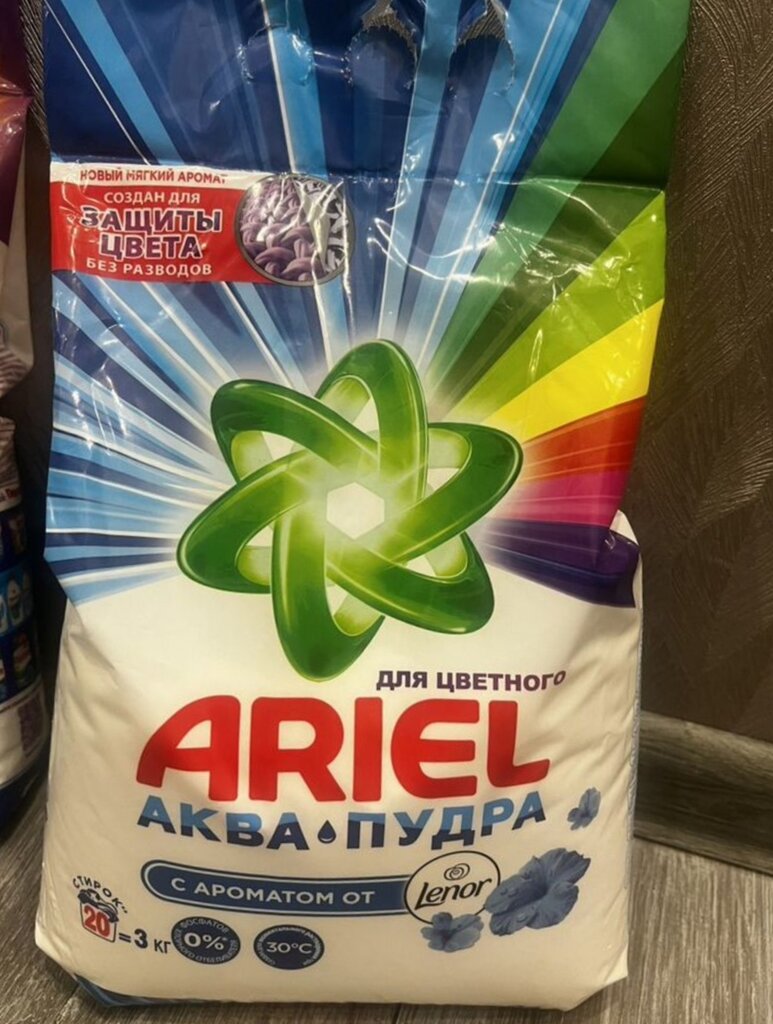 НОВЫЙ МЯГКИЙ АРОМАТ
СОЗДАН ДЛЯ
ЗАЩИТЫ
ЦВЕТА
БЕЗ РАЗВОДОВ
ДЛЯ ЦВЕТНОГО
ARIEL
АКВА ПУДРА
С АРОМАТОМ ОТ
Lenor
СТИРОК
20
=3 КГ
ФОСФАТОВ
0%
30°C